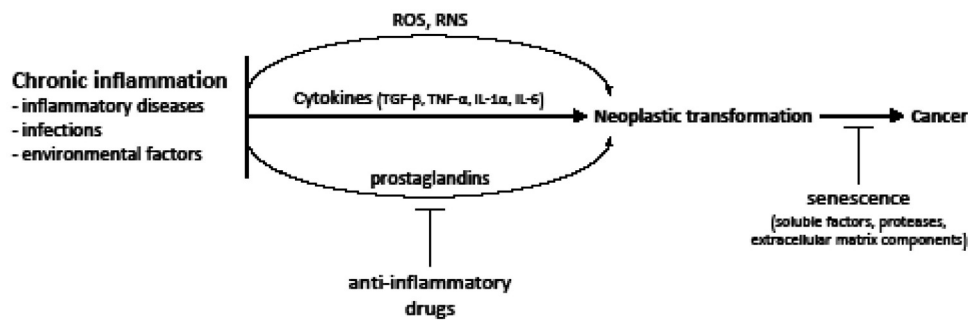 ROS, RNS
Chronic inflammation
- inflammatory diseases
- infections
- environmental factors
Cytokines (TGF-β, TNF-α, IL-1α, IL-6)
Neoplastic transformation
Cancer
prostaglandins
senescence
(soluble factors, proteases,
extracellular matrix components)
anti-inflammatory
drugs